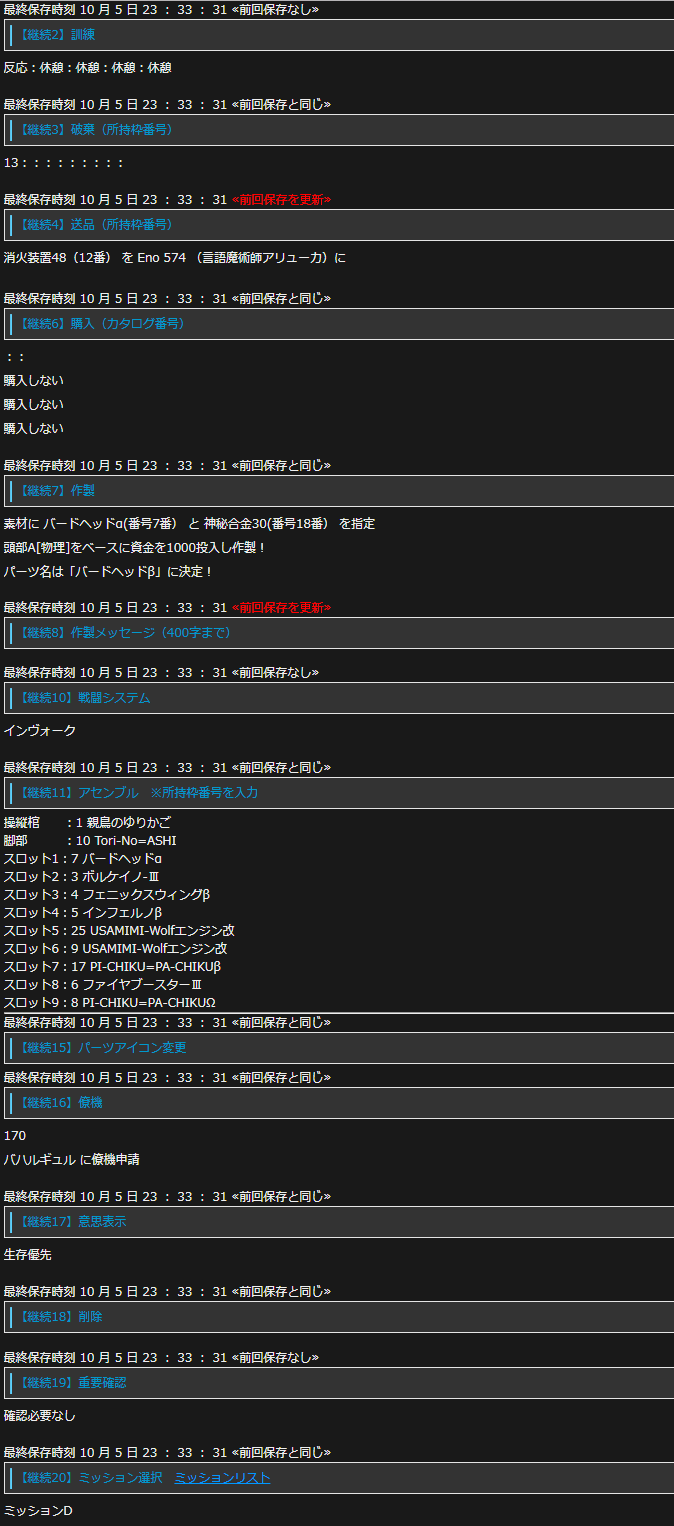 最終保存時刻 10 月 5 日 23 ： 33 ： 31 «前回保存なし»
【継続2】訓練
反応：休憩：休憩：休憩：休憩
最終保存時刻 10 月 5 日 23 ： 33 ： 31 «前回保存と同じ»
【継続3】破棄（所持枠番号）
13：：：：：：：：：
最終保存時刻 10 月 5 日 23 ： 33 ： 31 «前回保存を更新»
【継続4】送品（所持枠番号）
消火装置48（12番） を Eno 574 （言語魔術師アリューカ）に
最終保存時刻 10 月 5 日 23 ： 33 ： 31 «前回保存と同じ»
【継続6】購入（カタログ番号）
：：
購入しない
購入しない
購入しない
最終保存時刻 10 月 5 日 23 ： 33 ： 31 «前回保存と同じ»
【継続7】作製
素材に バードヘッドα(番号7番） と 神秘合金30(番号18番） を指定
頭部A[物理]をベースに資金を1000投入し作製！
パーツ名は「バードヘッドβ」に決定！
最終保存時刻 10 月 5 日 23 ： 33 ： 31 «前回保存を更新»
【継続8】作製メッセージ（400字まで）
最終保存時刻 10 月 5 日 23 ： 33 ： 31 «前回保存なし»
【継続10】戦闘システム
インヴォーク
最終保存時刻 10 月 5 日 23 ： 33 ： 31 «前回保存と同じ»
【継続11】アセンブル　※所持枠番号を入力
操縦棺　　：1 親鳥のゆりかご
脚部　　　：10 Tori-No=ASHI
スロット1：7 バードヘッドα
スロット2：3 ボルケイノ-Ⅲ
スロット3：4 フェニックスウィングβ
スロット4：5 インフェルノβ
スロット5：25 USAMIMI-Wolfエンジン改
スロット6：9 USAMIMI-Wolfエンジン改
スロット7：17 PI-CHIKU=PA-CHIKUβ
スロット8：6 ファイヤブースターⅢ
スロット9：8 PI-CHIKU=PA-CHIKUΩ
最終保存時刻 10 月 5 日 23 ： 33 ： 31 «前回保存と同じ»
【継続15】パーツアイコン変更
最終保存時刻 10 月 5 日 23 ： 33 ： 31 «前回保存と同じ»
【継続16】僚機
170
バハルギュル に僚機申請
最終保存時刻 10 月 5 日 23 ： 33 ： 31 «前回保存と同じ»
【継続17】意思表示
生存優先
最終保存時刻 10 月 5 日 23 ： 33 ： 31 «前回保存と同じ»
【継続18】削除
最終保存時刻 10 月 5 日 23 ： 33 ： 31 «前回保存なし»
【継続19】重要確認
確認必要なし
最終保存時刻 10 月 5 日 23 ： 33 ： 31 «前回保存と同じ»
【継続20】ミッション選択　ミッションリスト
ミッションD